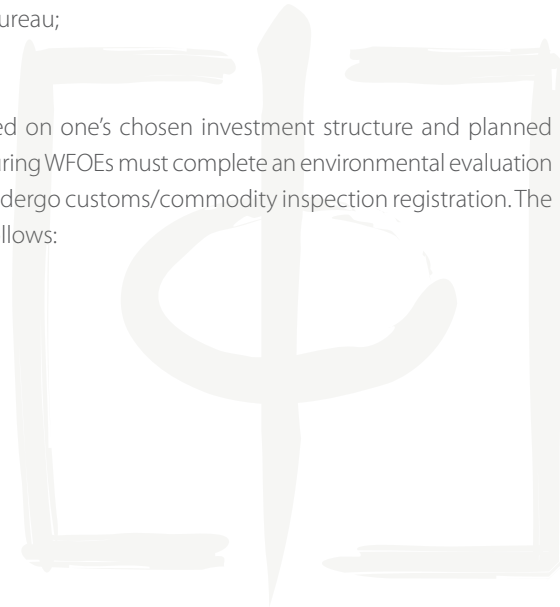 ureau;
ed on one's chosen investment structure and planned
uring WFOEs must complete an environmental evaluation
dergo customs/commodity inspection registration. The
llows: